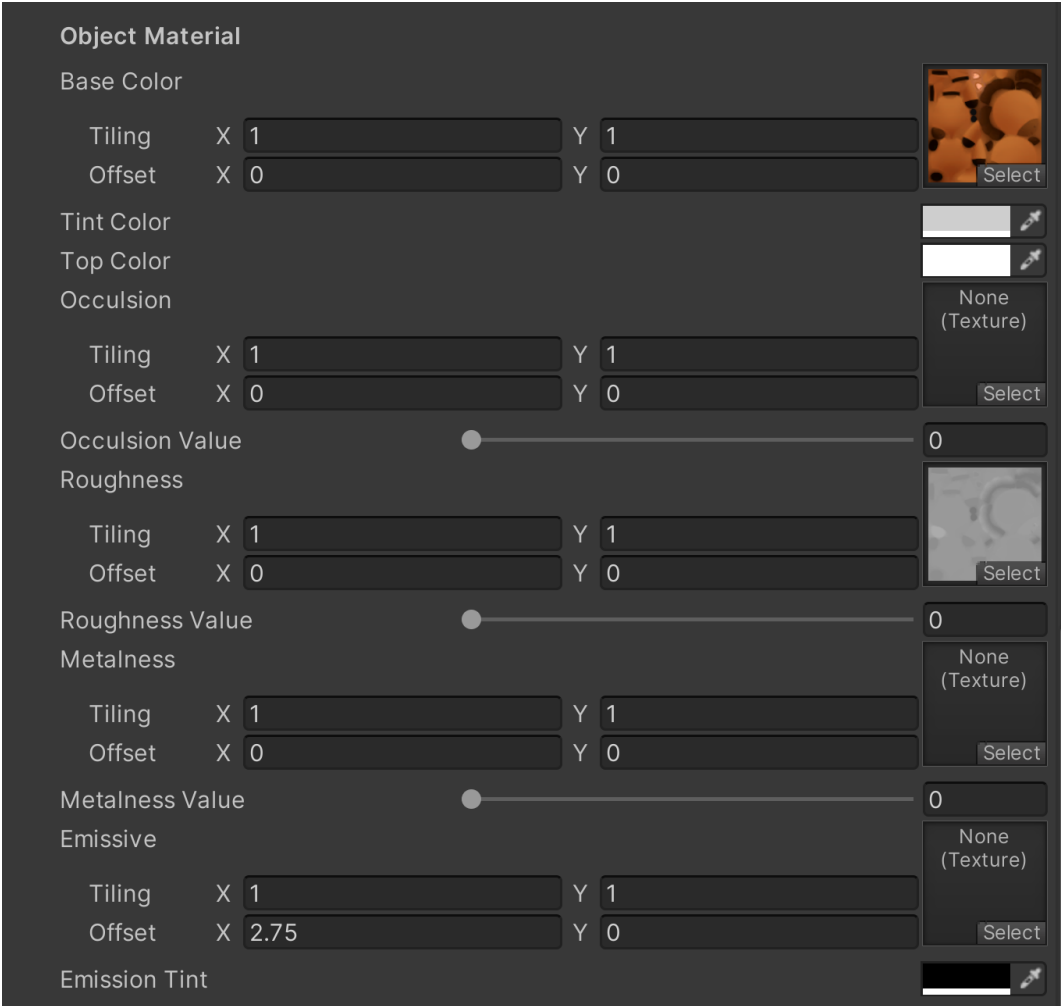 Object Material
Base Color
Tiling X 1 Y 1
Offset X 0 Y 0
Select
Tint Color
Top Color
Occulsion
None
(Texture)
Tiling X 1 Y 1
Offset X 0 Y 0
Select
Occulsion Value 0
Roughness
Tiling X 1 Y 1
Offset X 0 Y 0
Select
Roughness Value 0
Metalness
None
(Texture)
Tiling X 1 Y 1
Offset X 0 Y 0
Select
Metalness Value 0
Emissive
None
(Texture)
Tiling X 1 Y 1
Offset X 2.75 Y 0
Select
Emission Tint